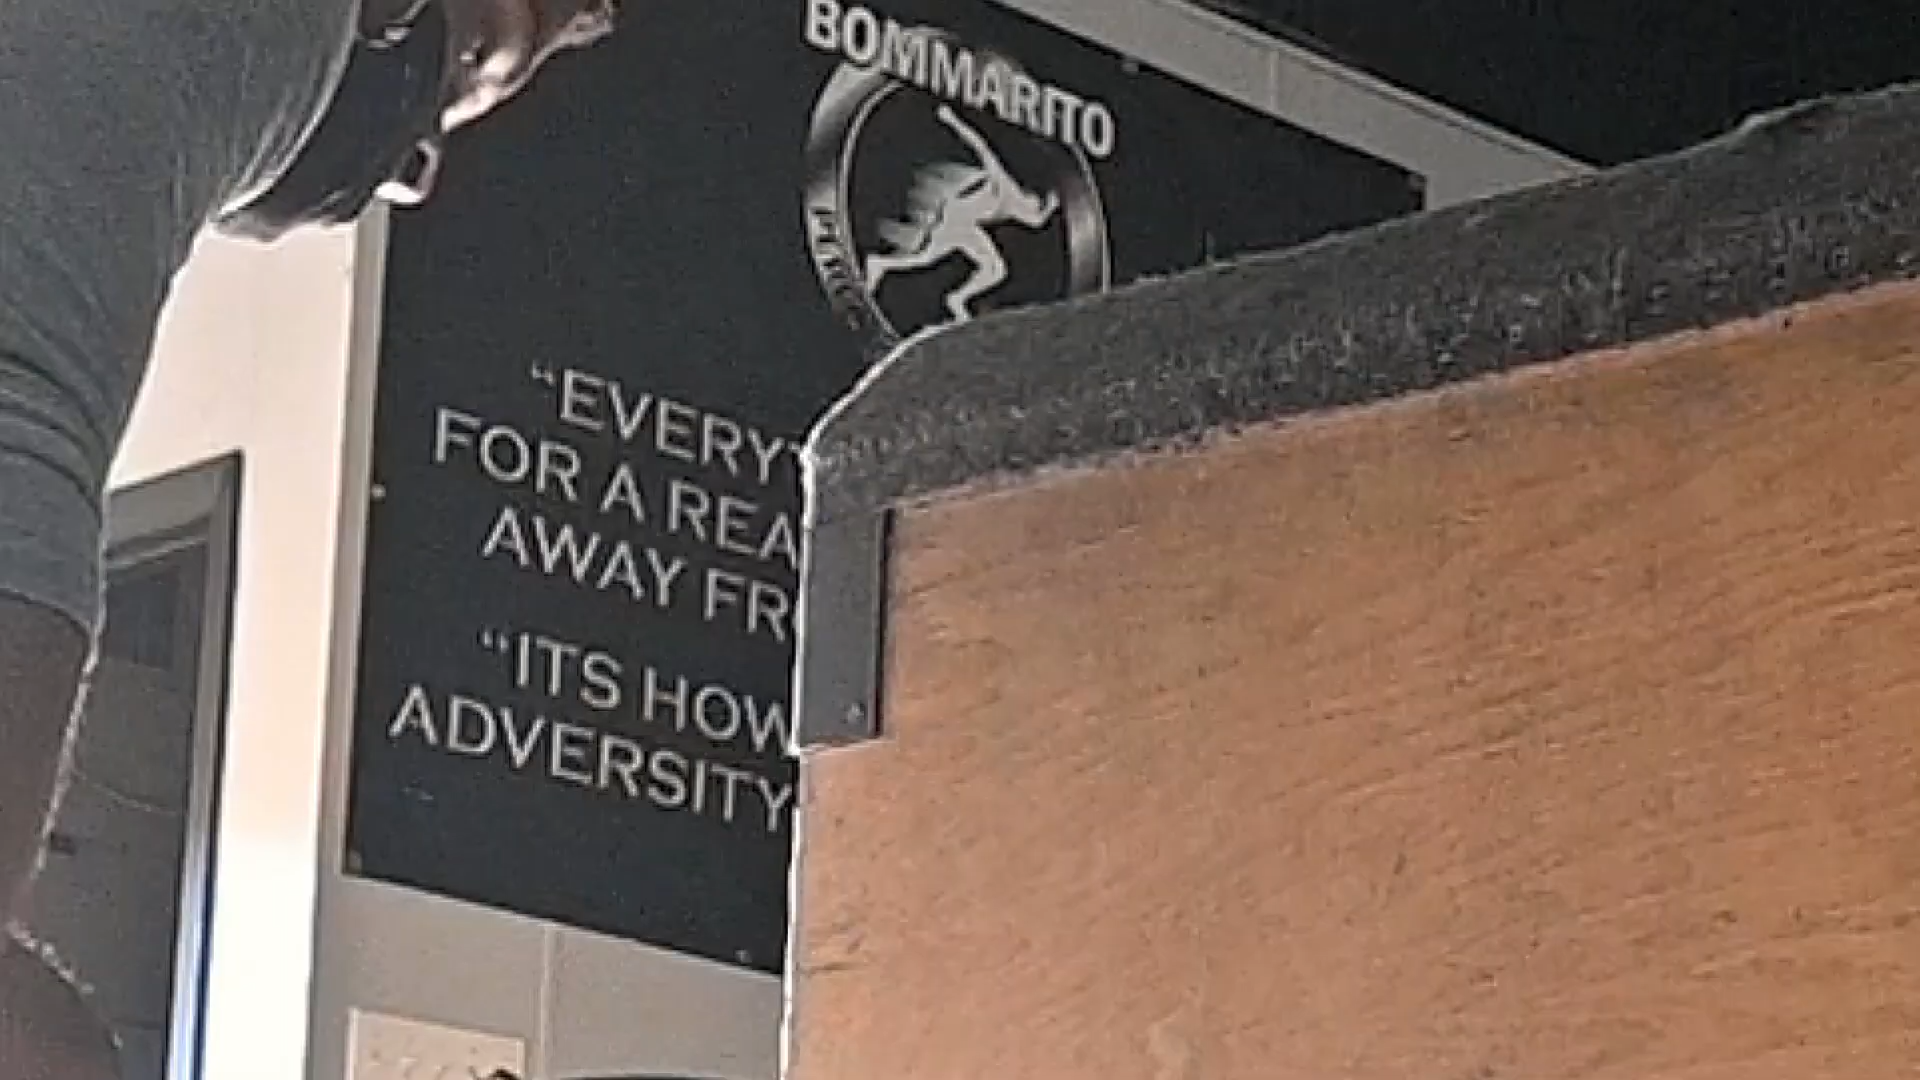 BOMMARITO
“EVERY
FOR A REA
AWAY FR
“ITS HOW
ADVERSITY